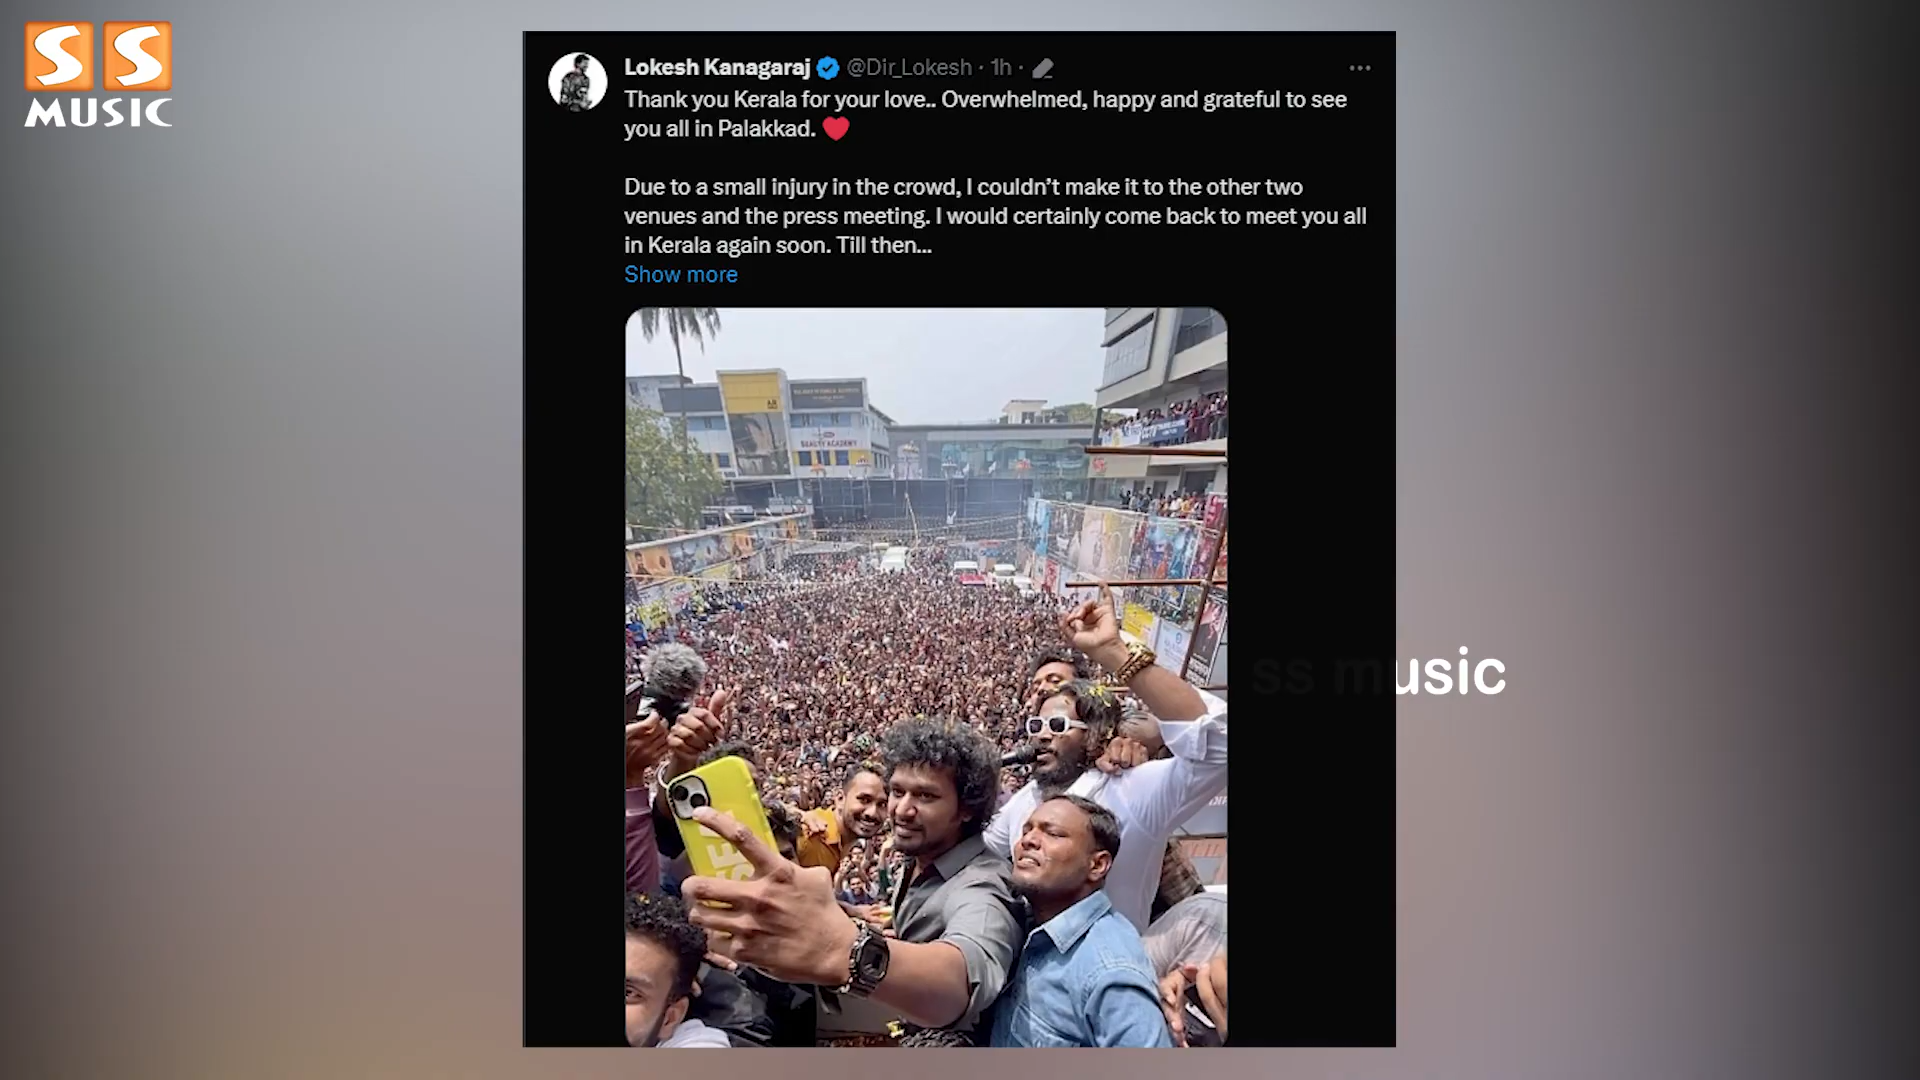 SS
MUSIC
Lokesh Kanagaraj @Dir_Lokesh · 1h ·
Thank you Kerala for your love.. Overwhelmed, happy and grateful to see
you all in Palakkad. ❤️
Due to a small injury in the crowd, I couldn’t make it to the other two
venues and the press meeting. I would certainly come back to meet you all
in Kerala again soon. Till then...
Show more
BEAUTY ACADEMY
ss music